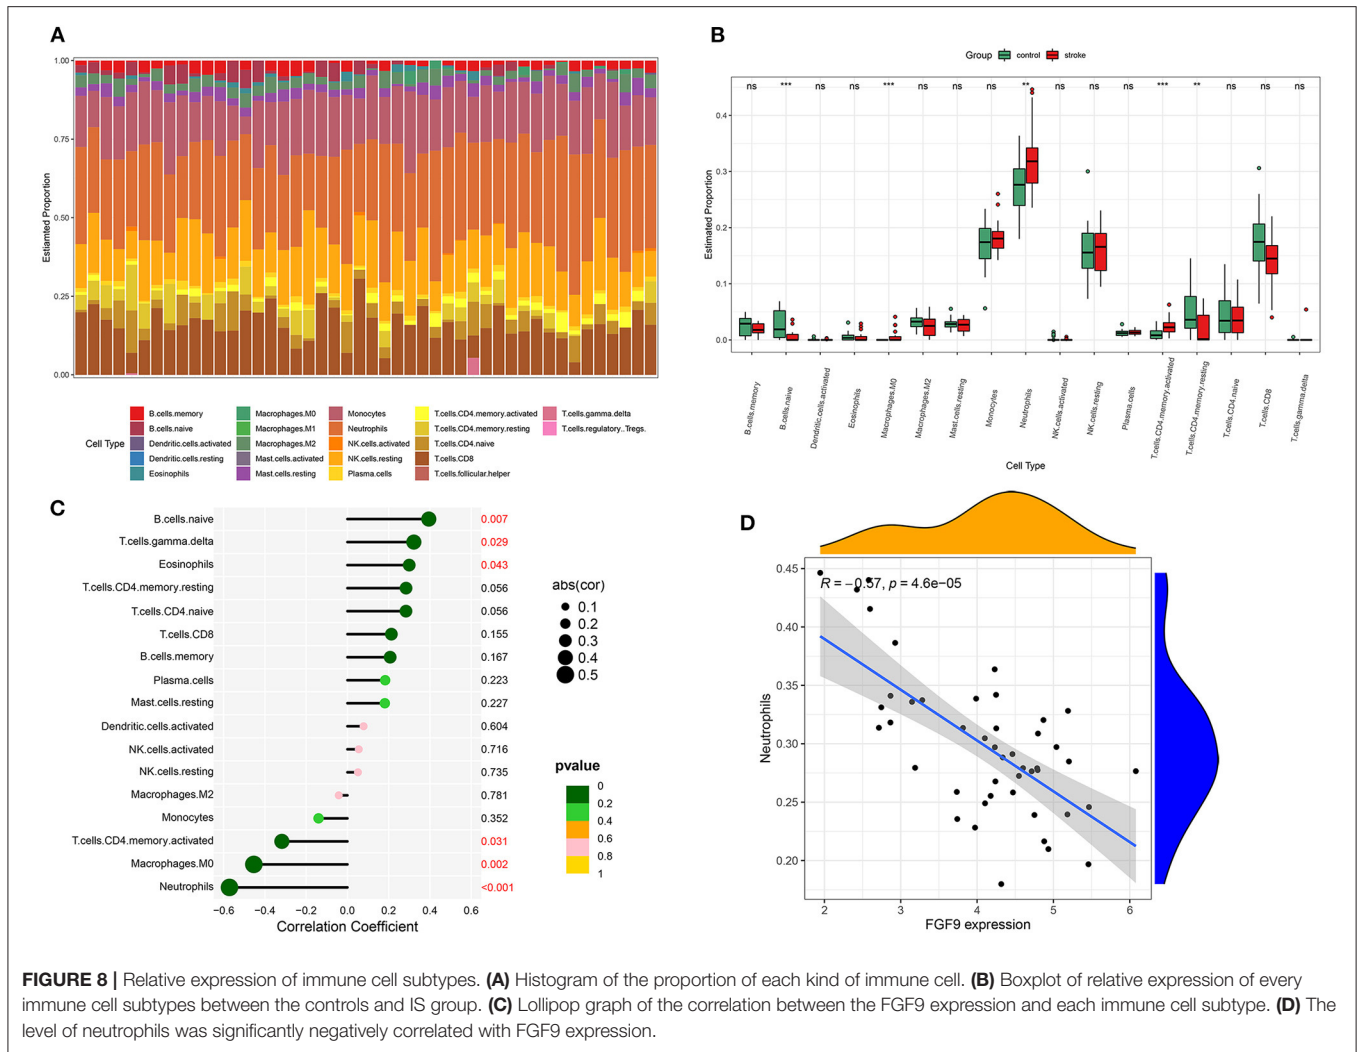 A
1.00
0.75
0.50
0.25
0.00
Estiamted Proportion
Cell Type
B.cells.memory
B.cells.naive
Dendritic.cells.activated
Dendritic.cells.resting
Eosinophils
Macrophages.M0
Macrophages.M1
Macrophages.M2
Mast.cells.activated
Mast.cells.resting
Monocytes
Neutrophils
NK.cells.activated
NK.cells.resting
Plasma.cells
T.cells.CD4.memory.activated
T.cells.CD4.memory.resting
T.cells.CD4.naive
T.cells.CD8
T.cells.follicular.helper
T.cells.gamma.delta
T.cells.regulatory..Tregs.
B
Group control stroke
ns *** ns ns *** ns ns ns ** ns ns ns *** ** ns ns ns
0.4
0.3
0.2
0.1
0.0
Estimated Proportion
B.cells.memory
B.cells.naive
Dendritic.cells.activated
Eosinophils
Macrophages.M0
Macrophages.M2
Mast.cells.resting
Monocytes
Neutrophils
NK.cells.activated
NK.cells.resting
Plasma.cells
T.cells.CD4.memory.activated
T.cells.CD4.memory.resting
T.cells.CD4.naive
T.cells.CD8
T.cells.gamma.delta
Cell Type
C
B.cells.naive 0.007
T.cells.gamma.delta 0.029
Eosinophils 0.043
T.cells.CD4.memory.resting 0.056
T.cells.CD4.naive 0.056
T.cells.CD8 0.155
B.cells.memory 0.167
Plasma.cells 0.223
Mast.cells.resting 0.227
Dendritic.cells.activated 0.604
NK.cells.activated 0.716
NK.cells.resting 0.735
Macrophages.M2 0.781
Monocytes 0.352
T.cells.CD4.memory.activated 0.031
Macrophages.M0 0.002
Neutrophils <0.001
−0.6 −0.4 −0.2 0.0 0.2 0.4 0.6
Correlation Coefficient
abs(cor)
0.1
0.2
0.3
0.4
0.5
pvalue
0
0.2
0.4
0.6
0.8
1
D
R = −0.57, p = 4.6e−05
0.45
0.40
0.35
0.30
0.25
0.20
Neutrophils
2 3 4 5 6
FGF9 expression
FIGURE 8 | Relative expression of immune cell subtypes. (A) Histogram of the proportion of each kind of immune cell. (B) Boxplot of relative expression of every
immune cell subtypes between the controls and IS group. (C) Lollipop graph of the correlation between the FGF9 expression and each immune cell subtype. (D) The
level of neutrophils was significantly negatively correlated with FGF9 expression.